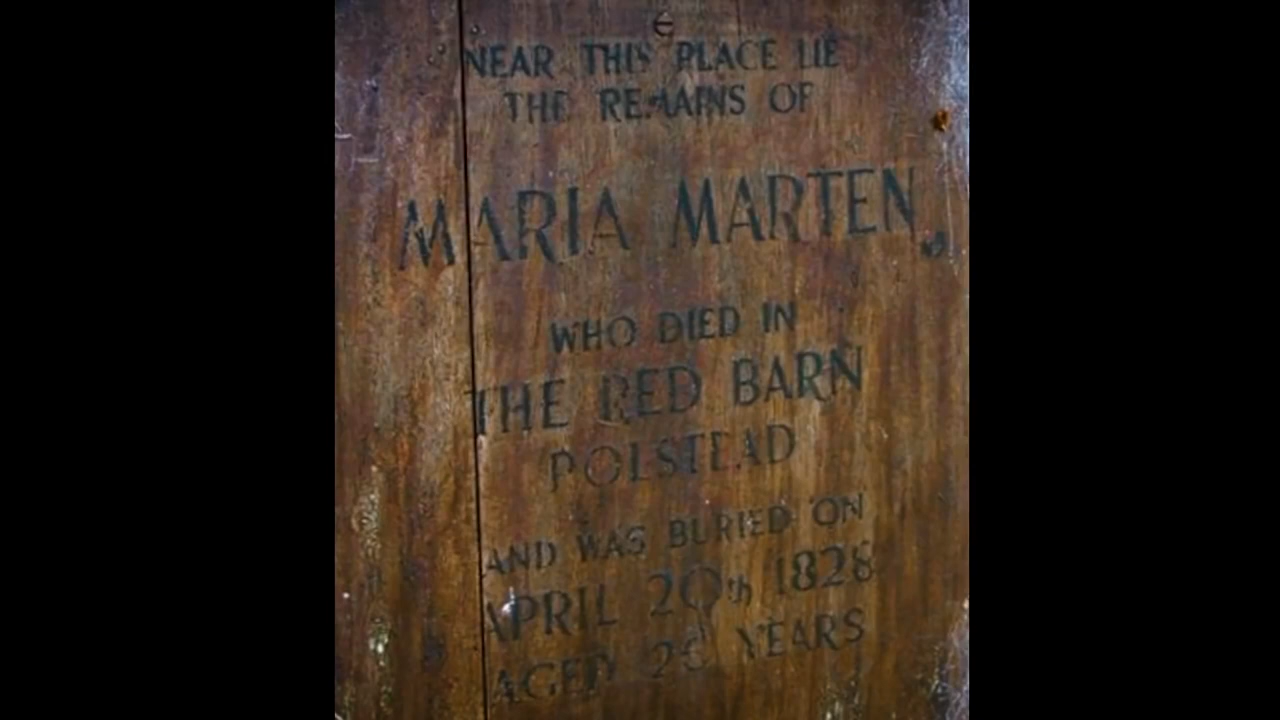 NEAR THIS PLACE LIE
THE REMAINS OF
MARIA MARTEN
WHO DIED IN
THE RED BARN
POLSTEAD
AND WAS BURIED ON
APRIL 20th 1828
AGED YEARS